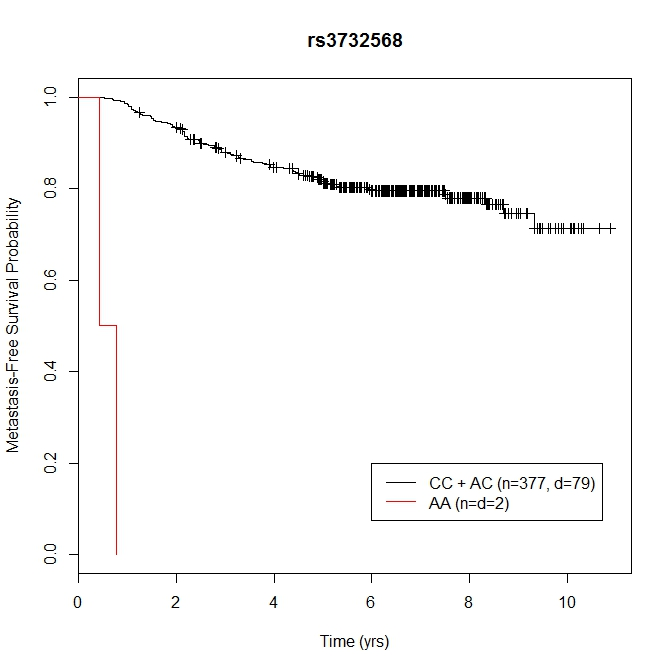 rs3732568
Metastasis-Free Survival Probability
1.0
0.8
0.6
0.4
0.2
0.0
CC + AC (n=377, d=79)
AA (n=d=2)
0 2 4 6 8 10
Time (yrs)